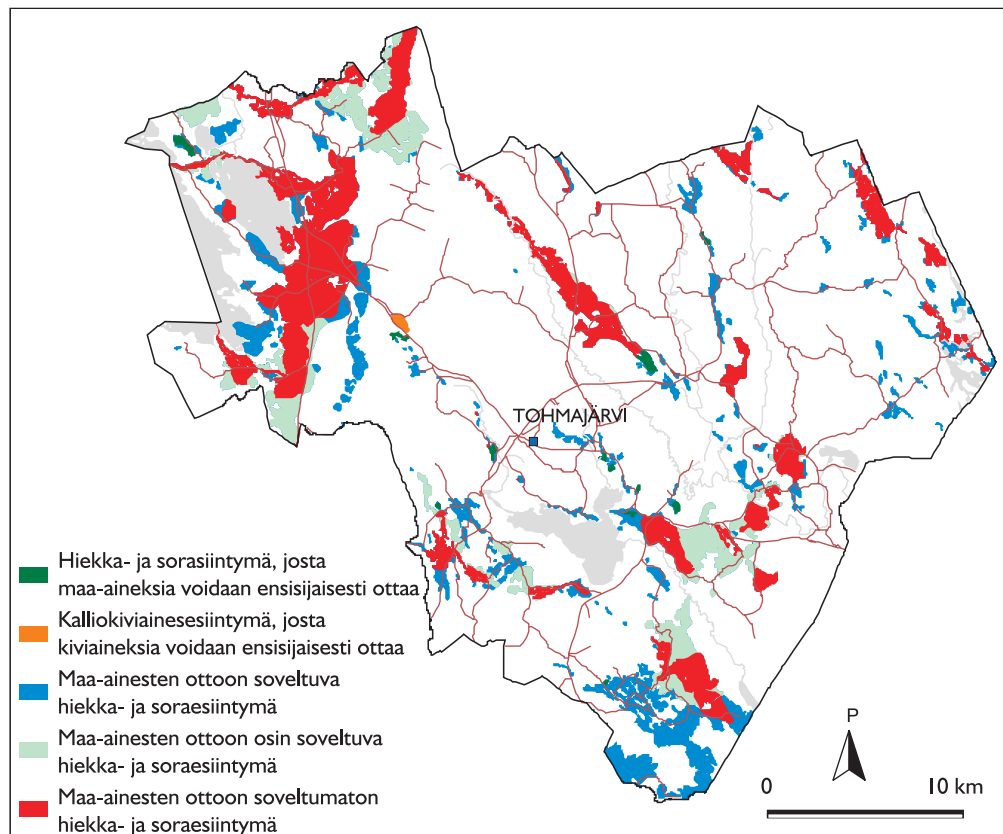 TOHMAJÄRVI
Hiekka- ja sorasiintymä, josta
maa-aineksia voidaan ensisijaisesti ottaa
Kalliokiviainesesiintymä, josta
kiviaineksia voidaan ensisijaisesti ottaa
Maa-ainesten ottoon soveltuva
hiekka- ja soraesiintymä
Maa-ainesten ottoon osin soveltuva
hiekka- ja soraesiintymä
Maa-ainesten ottoon soveltumaton
hiekka- ja soraesiintymä
P
0 10 km